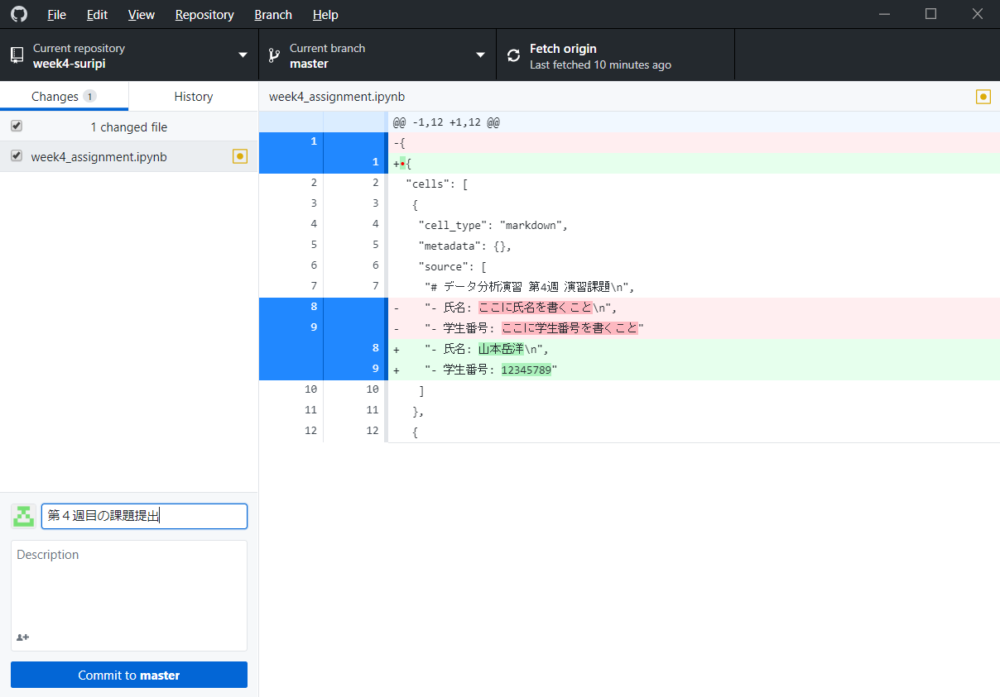 File Edit View Repository Branch Help
Current repository
week4-suripi
Current branch
master
Fetch origin
Last fetched 10 minutes ago
Changes 1
History
1 changed file
week4_assignment.ipynb
week4_assignment.ipynb
@@ -1,12 +1,12 @@
1 -{
1 +•{
2 2 "cells": [
3 3 {
4 4 "cell_type": "markdown",
5 5 "metadata": {},
6 6 "source": [
7 7 "# データ分析演習 第4週 演習課題\n",
8 - "- 氏名: ここに氏名を書くこと\n",
9 - "- 学生番号: ここに学生番号を書くこと"
8 + "- 氏名: 山本岳洋\n",
9 + "- 学生番号: 12345789"
10 10 ]
11 11 },
12 12 {
第４週目の課題提出
Description
Commit to master